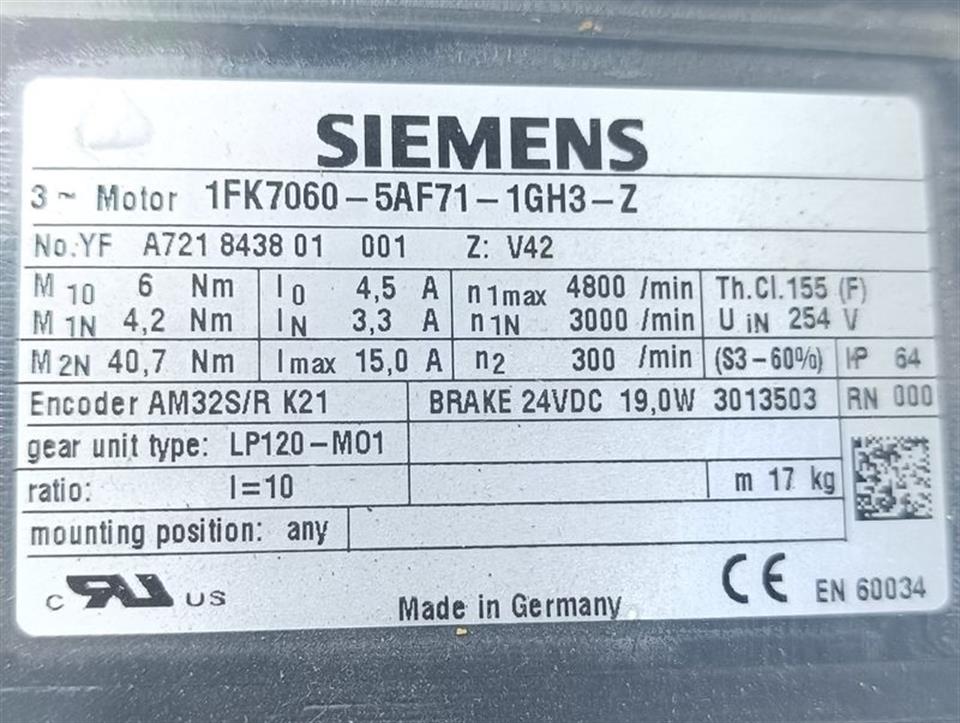 SIEMENS
3 ~ Motor 1FK7060-5AF71-1GH3-Z
No.:YF A721 8438 01 001 Z: V42
M 10 6 Nm I 0 4,5 A n 1max 4800 /min Th.Cl.155 (F)
M 1N 4,2 Nm I N 3,3 A n 1N 3000 /min U iN 254 V
M 2N 40,7 Nm I max 15,0 A n2 300 /min (S3-60%) IP 64
Encoder AM32S/R K21 BRAKE 24VDC 19,0W 3013503 RN 000
gear unit type: LP120-MO1
ratio: I=10 m 17 kg
mounting position: any
C RU US Made in Germany CE EN 60034